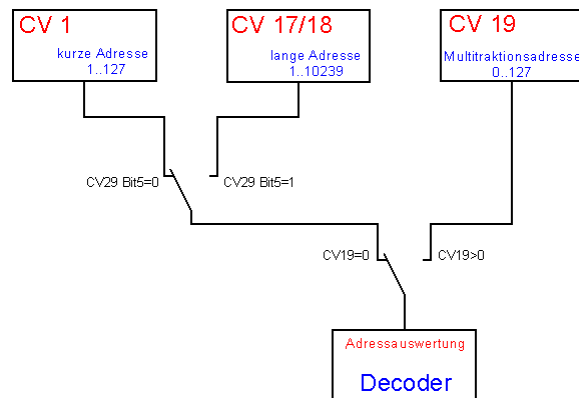 CV 1
kurze Adresse
1..127
CV 17/18
lange Adresse
1..10239
CV 19
Multitraktionsadresse
0..127
CV29 Bit5=0
CV29 Bit5=1
CV19=0
CV19>0
Adressauswertung
Decoder